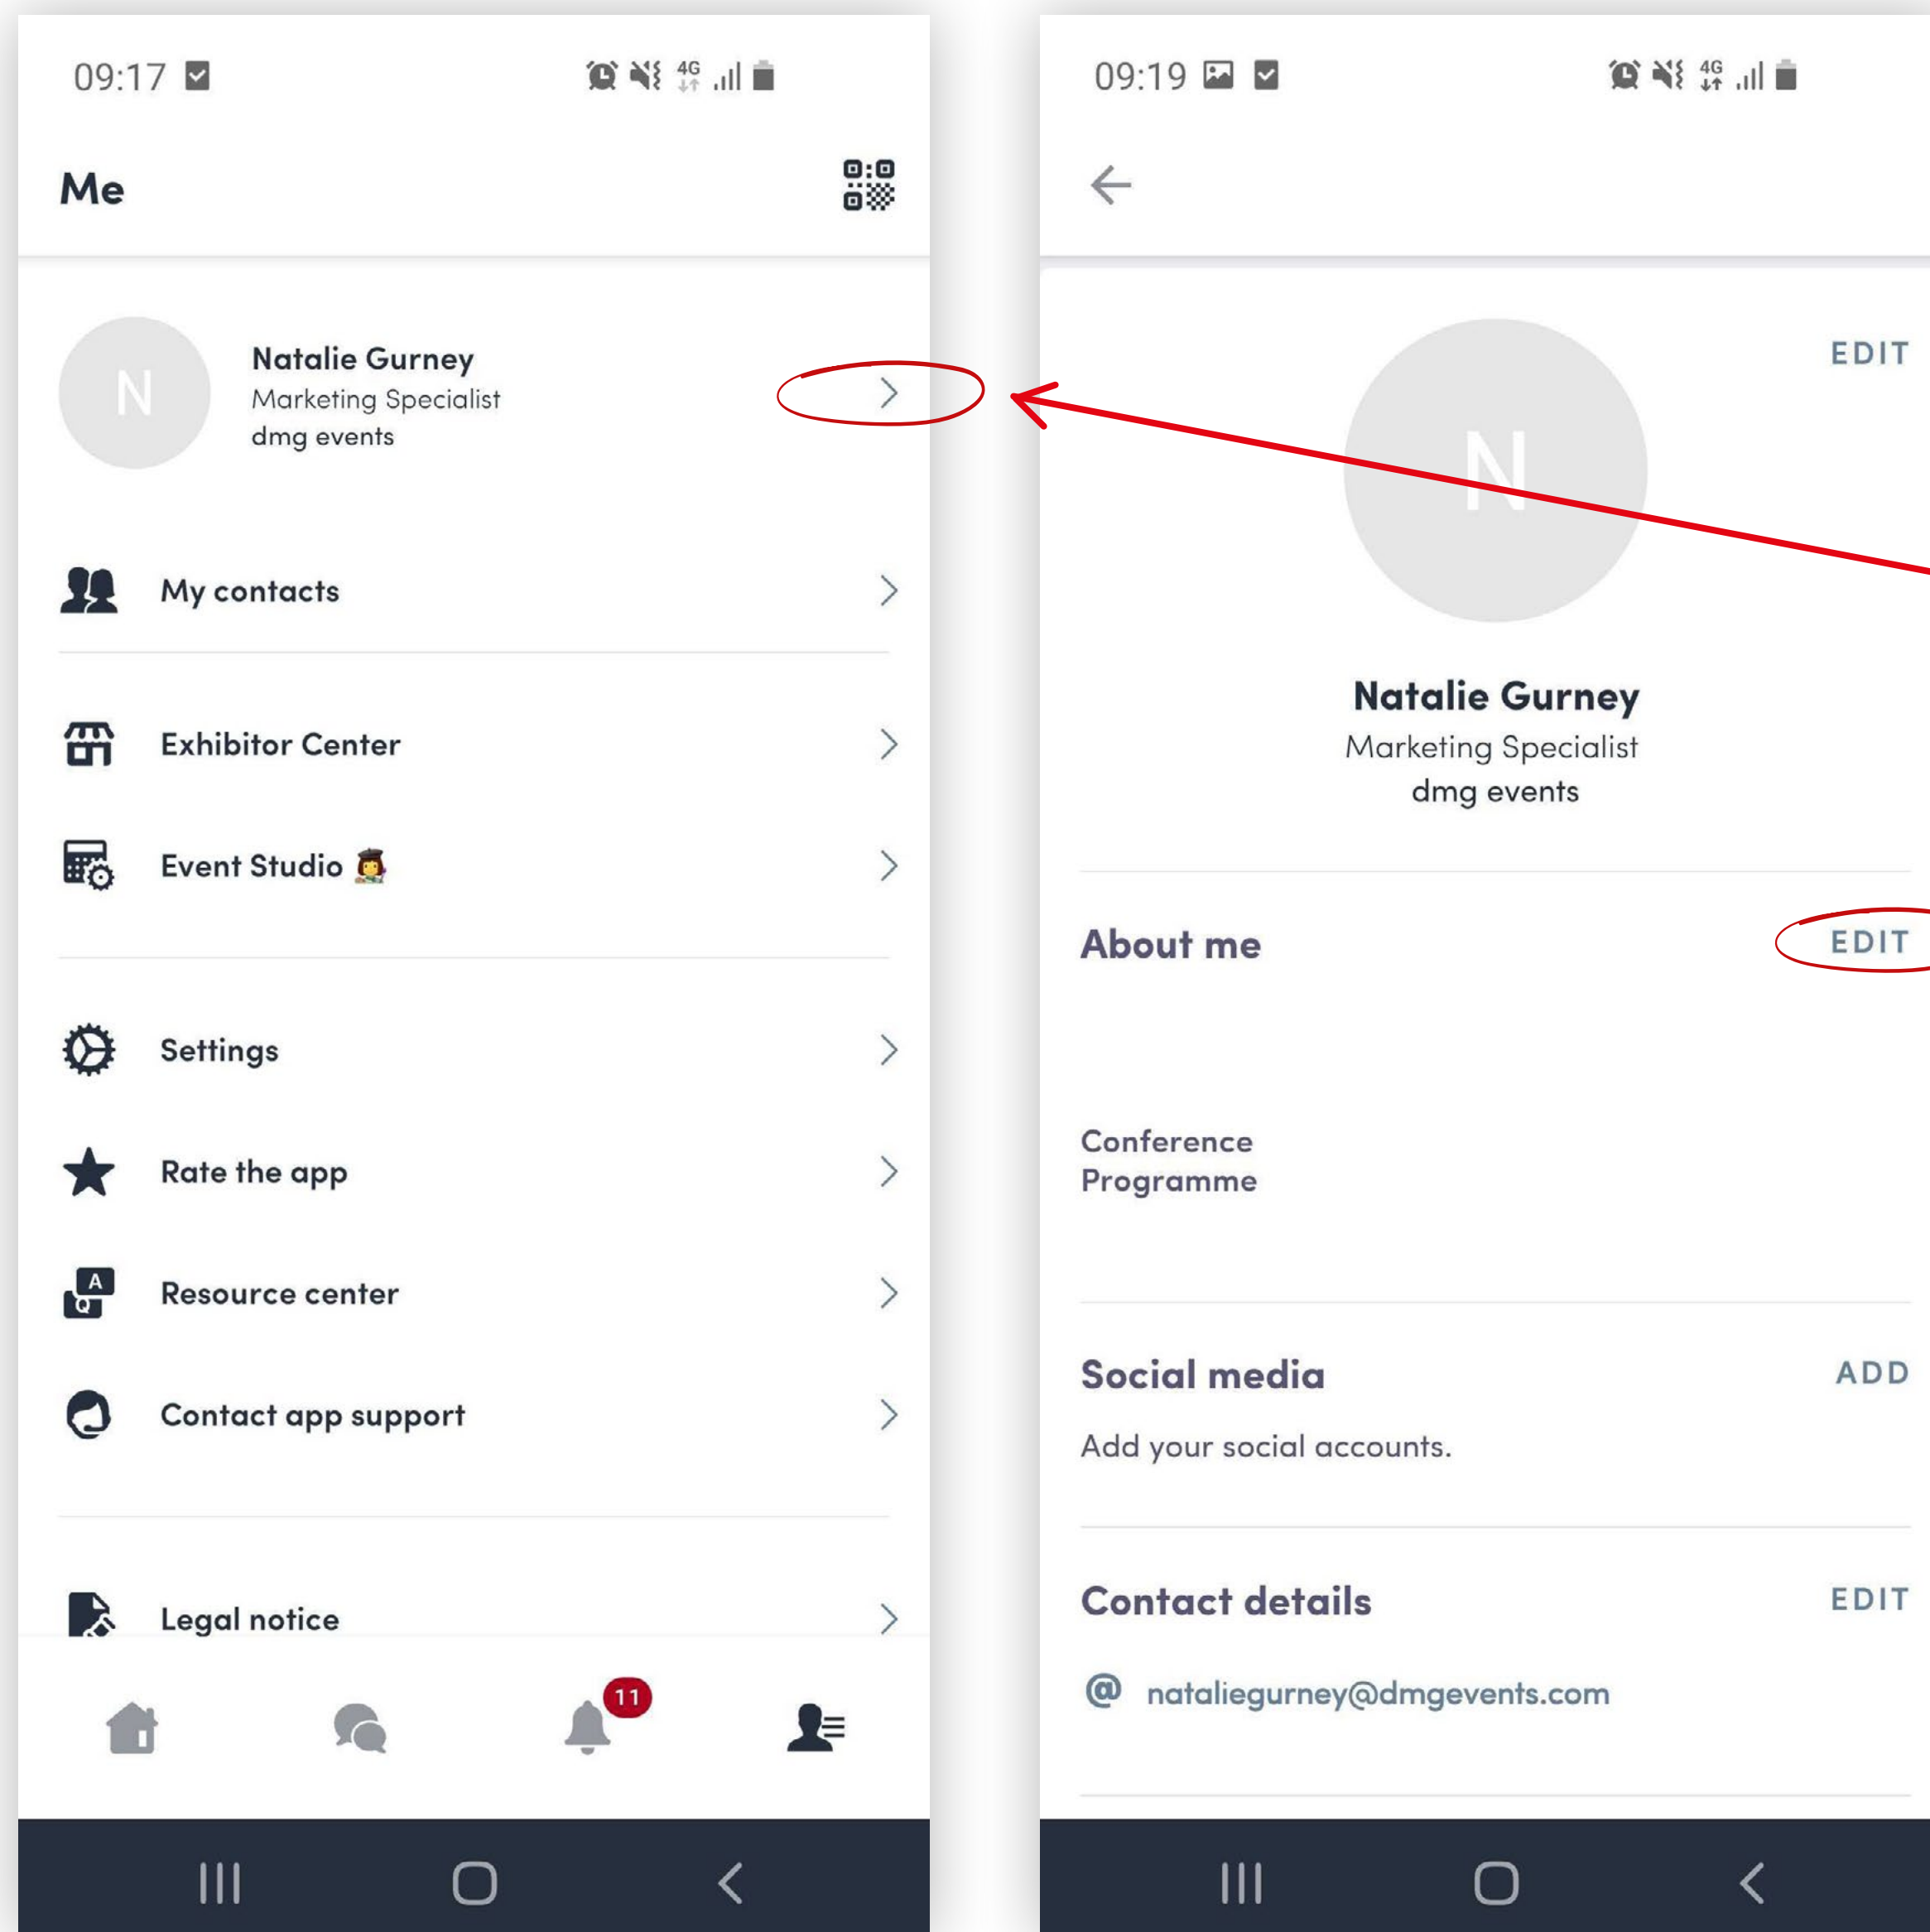 09:17
4G
Me
N
Natalie Gurney
Marketing Specialist
dmg events
My contacts
Exhibitor Center
Event Studio
Settings
Rate the app
A
Q
Resource center
Contact app support
Legal notice
11
09:19
4G
EDIT
N
Natalie Gurney
Marketing Specialist
dmg events
About me
EDIT
Conference
Programme
Social media
ADD
Add your social accounts.
Contact details
EDIT
@ nataliegurney@dmgevents.com